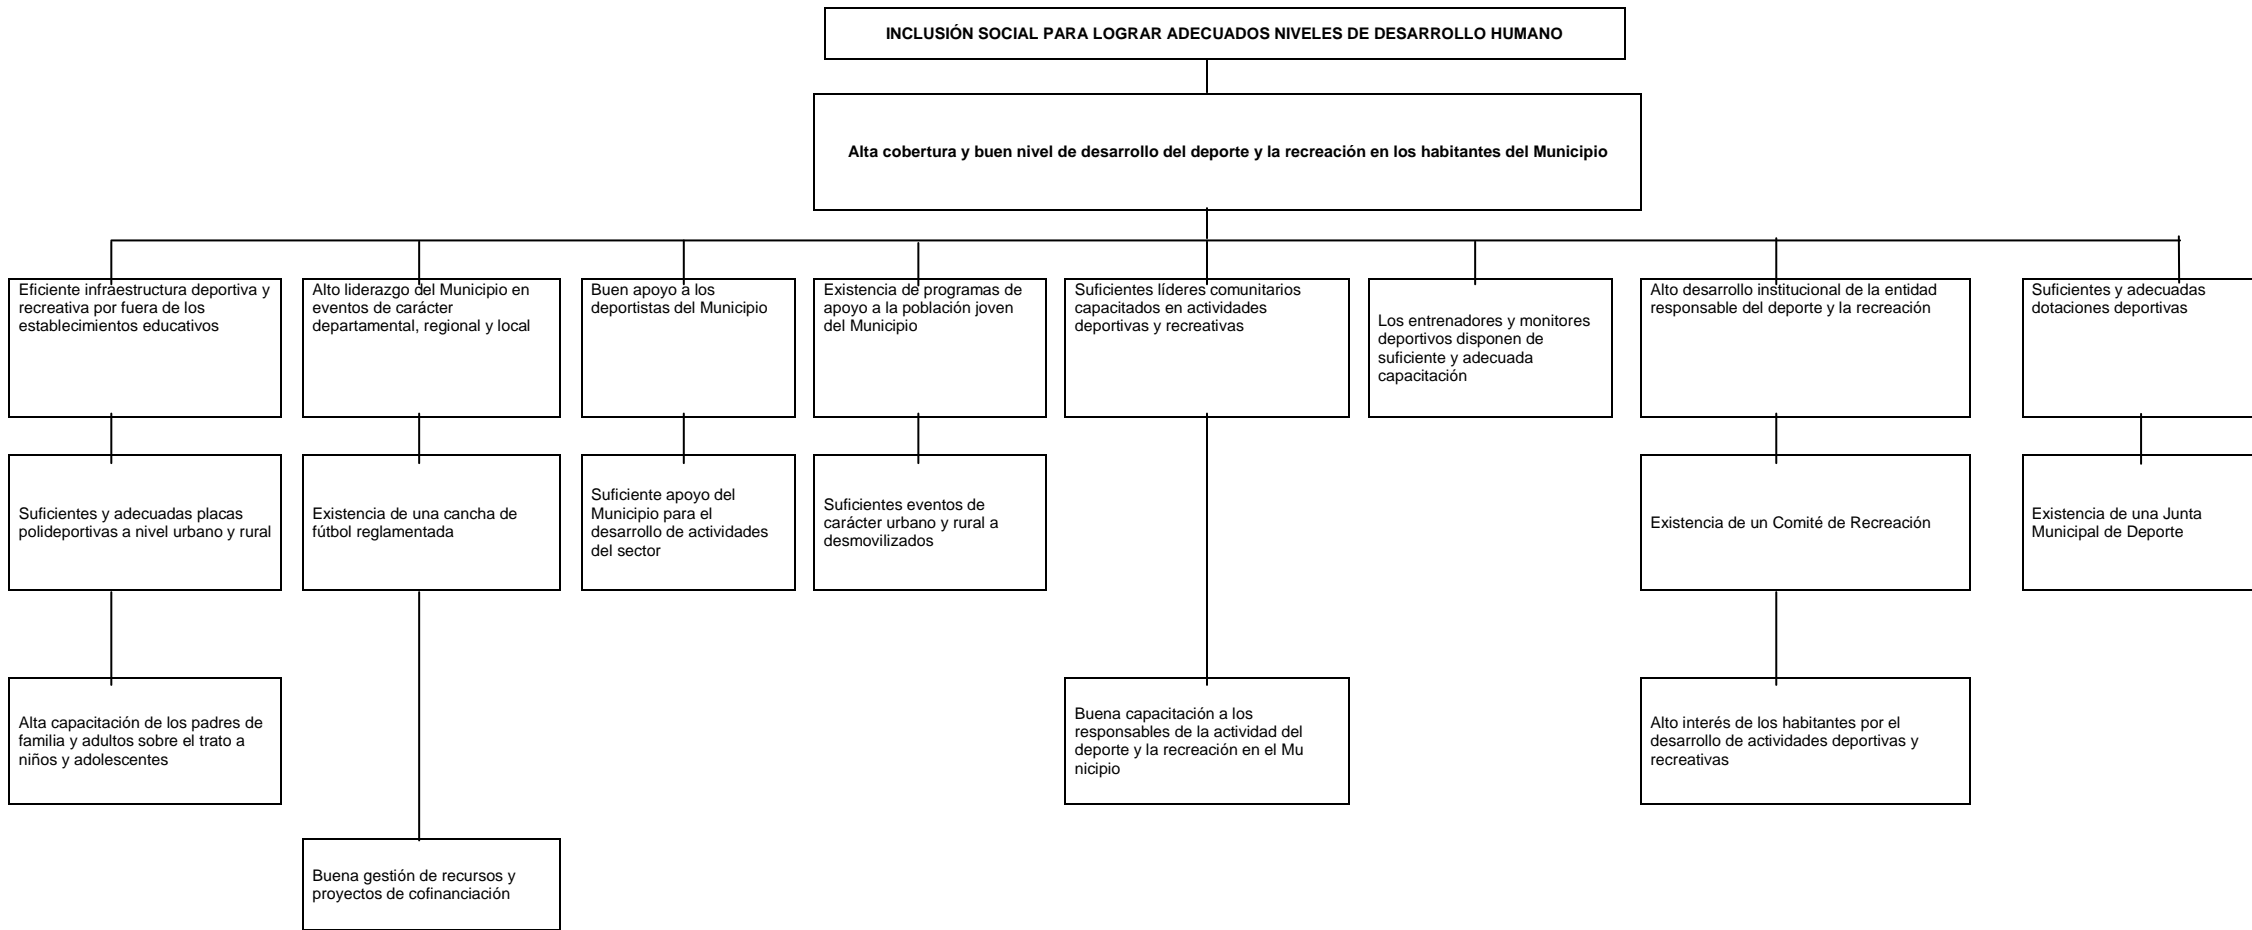 INCLUSIÓN SOCIAL PARA LOGRAR ADECUADOS NIVELES DE DESARROLLO HUMANO
Alta cobertura y buen nivel de desarrollo del deporte y la recreación en los habitantes del Municipio
Eficiente infraestructura deportiva y
recreativa por fuera de los
establecimientos educativos
Alto liderazgo del Municipio en
eventos de carácter
departamental, regional y local
Buen apoyo a los
deportistas del Municipio
Existencia de programas de
apoyo a la población joven
del Municipio
Suficientes líderes comunitarios
capacitados en actividades
deportivas y recreativas
Los entrenadores y monitores
deportivos disponen de
suficiente y adecuada
capacitación
Alto desarrollo institucional de la entidad
responsable del deporte y la recreación
Suficientes y adecuadas
dotaciones deportivas
Suficientes y adecuadas placas
polideportivas a nivel urbano y rural
Existencia de una cancha de
fútbol reglamentada
Suficiente apoyo del
Municipio para el
desarrollo de actividades
del sector
Suficientes eventos de
carácter urbano y rural a
desmovilizados
Existencia de un Comité de Recreación
Existencia de una Junta
Municipal de Deporte
Alta capacitación de los padres de
familia y adultos sobre el trato a
niños y adolescentes
Buena capacitación a los
responsables de la actividad del
deporte y la recreación en el Mu
nicipio
Alto interés de los habitantes por el
desarrollo de actividades deportivas y
recreativas
Buena gestión de recursos y
proyectos de cofinanciación